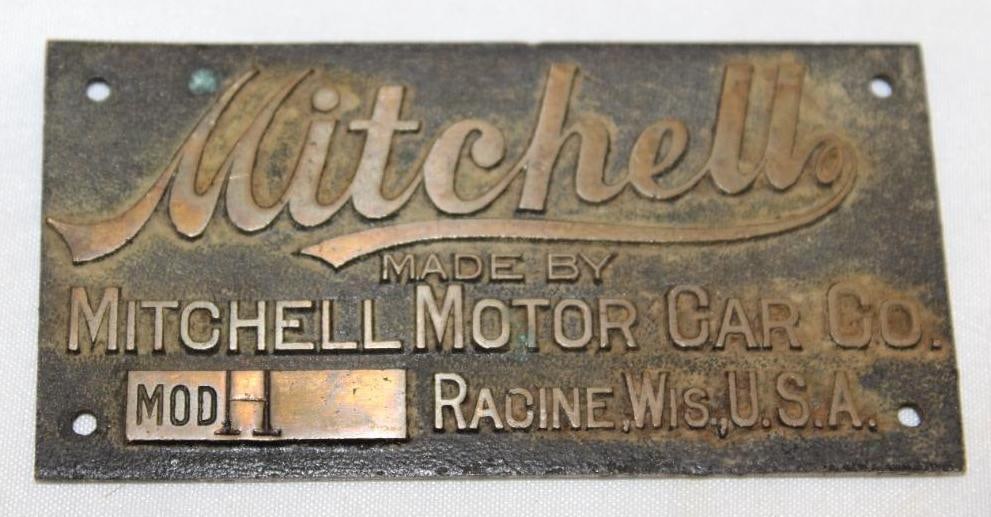 Mitchell.
MADE BY
MITCHELL MOTOR CAR CO.
MOD H RACINE, WIS., U.S.A.